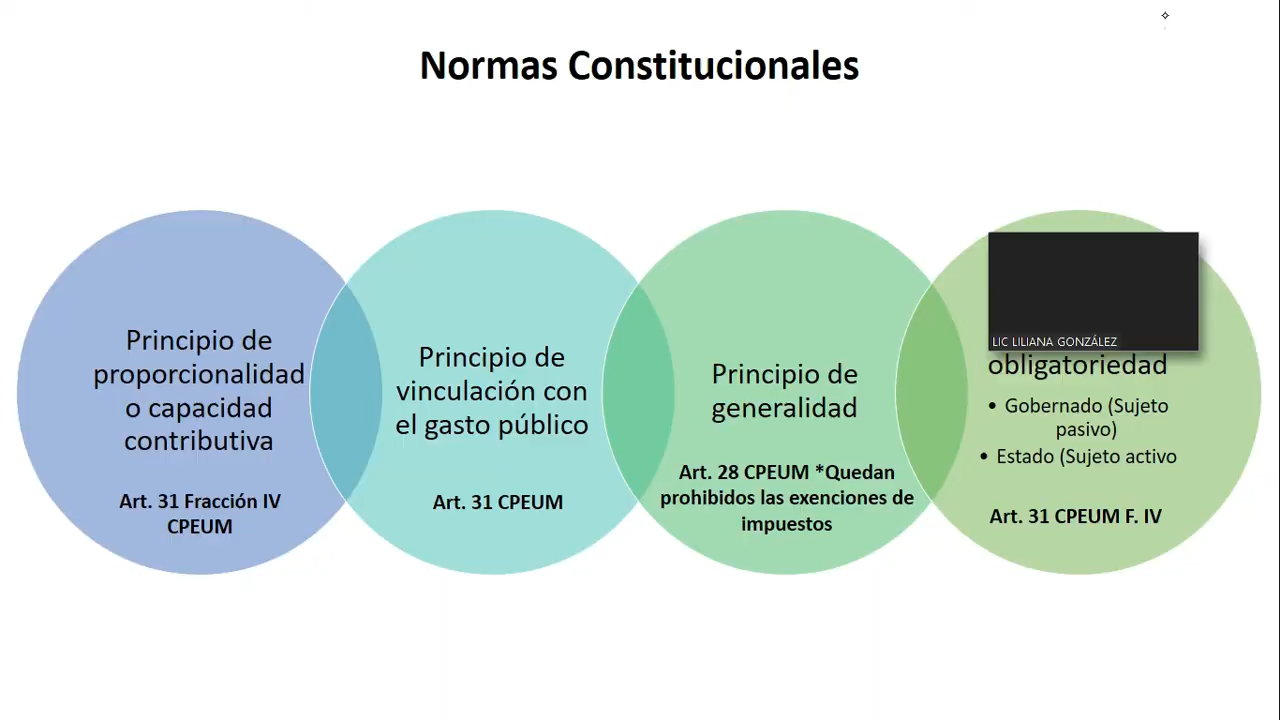 Normas Constitucionales
Principio de
proporcionalidad
o capacidad
contributiva
Art. 31 Fracción IV
CPEUM
Principio de
vinculación con
el gasto público
Art. 31 CPEUM
Principio de
generalidad
Art. 28 CPEUM *Quedan
prohibidos las exenciones de
impuestos
LIC LILIANA GONZÁLEZ
obligatoriedad
• Gobernado (Sujeto
pasivo)
• Estado (Sujeto activo
Art. 31 CPEUM F. IV